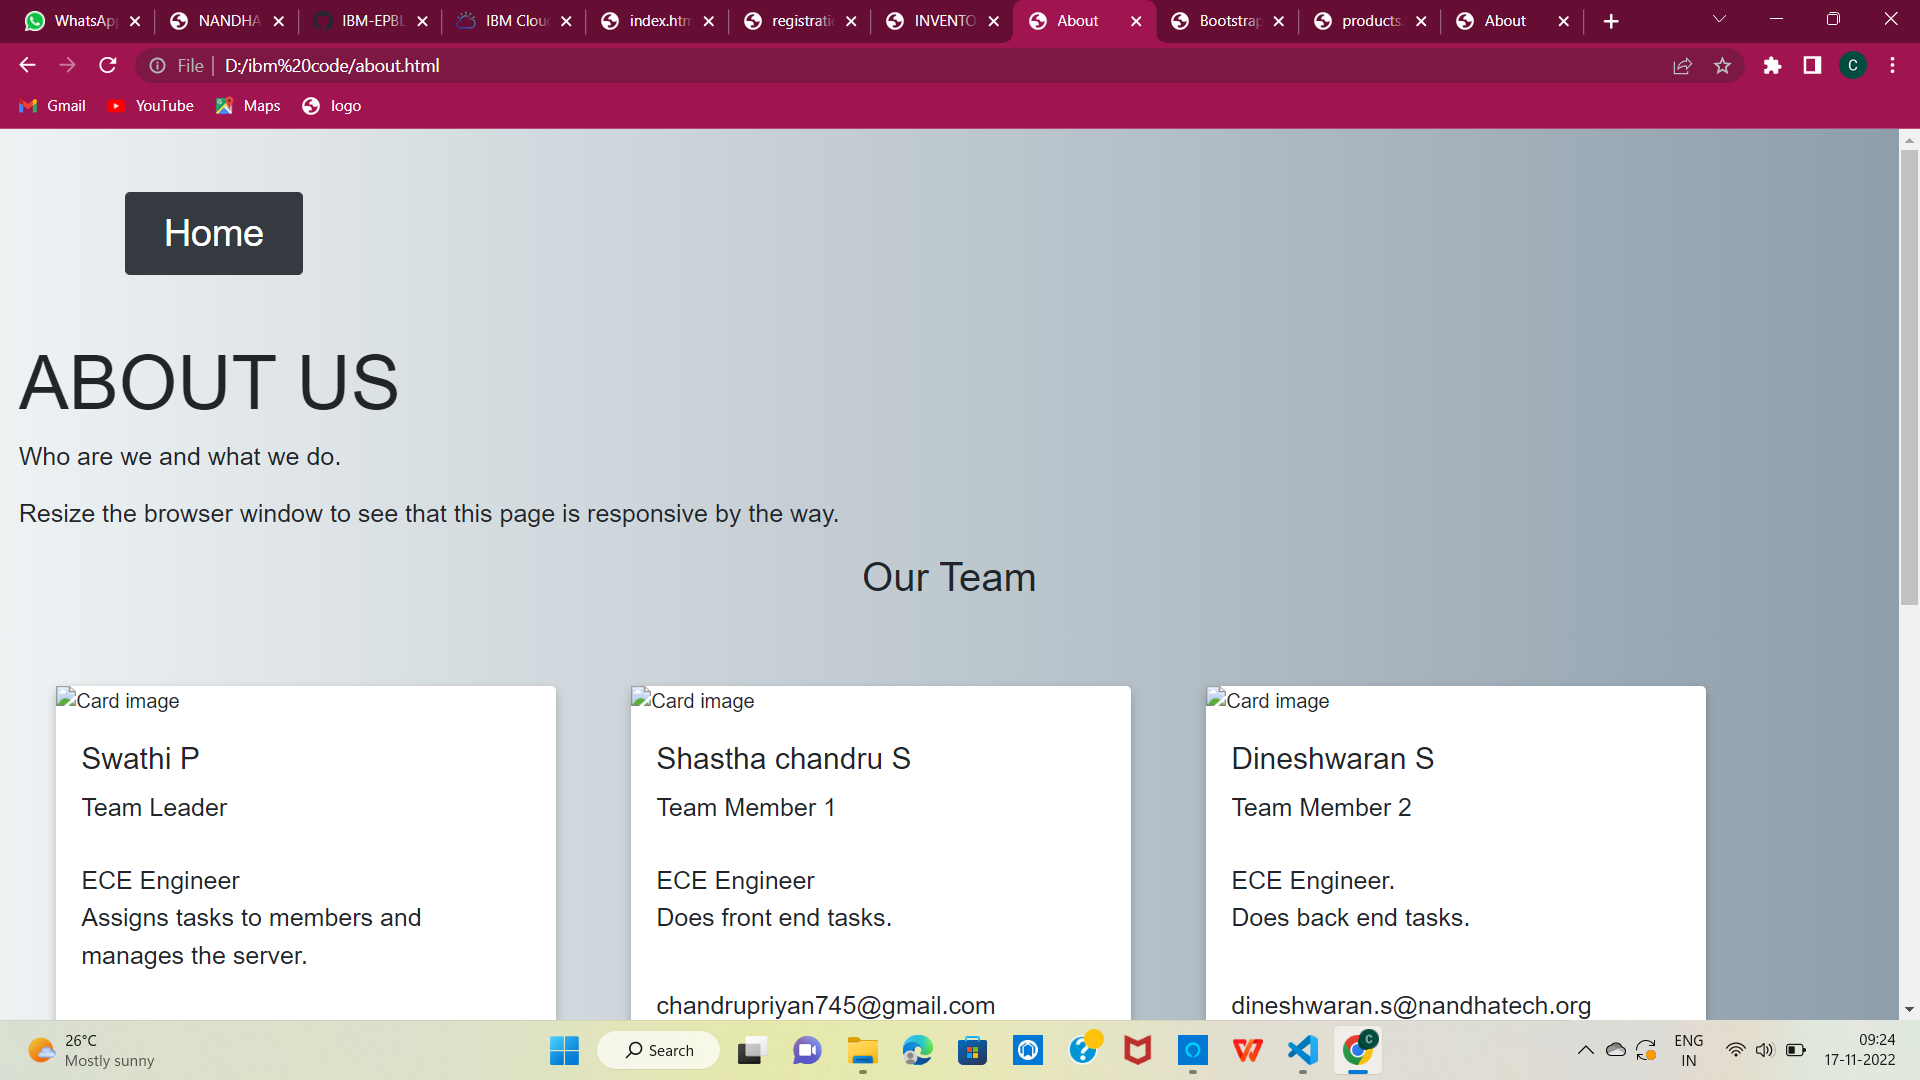 WhatsApp
NANDHA
IBM-EPBL
IBM Cloud
index.htm
registratio
INVENTO
About
Bootstrap
products.
About
File
D:/ibm%20code/about.html
C
Gmail
YouTube
Maps
logo
Home
ABOUT US
Who are we and what we do.
Resize the browser window to see that this page is responsive by the way.
Our Team
Card image
Swathi P
Team Leader
ECE Engineer
Assigns tasks to members and
manages the server.
Card image
Shastha chandru S
Team Member 1
ECE Engineer
Does front end tasks.
chandrupriyan745@gmail.com
Card image
Dineshwaran S
Team Member 2
ECE Engineer.
Does back end tasks.
dineshwaran.s@nandhatech.org
26°C
Mostly sunny
Search
C
ENG
IN
09:24
17-11-2022